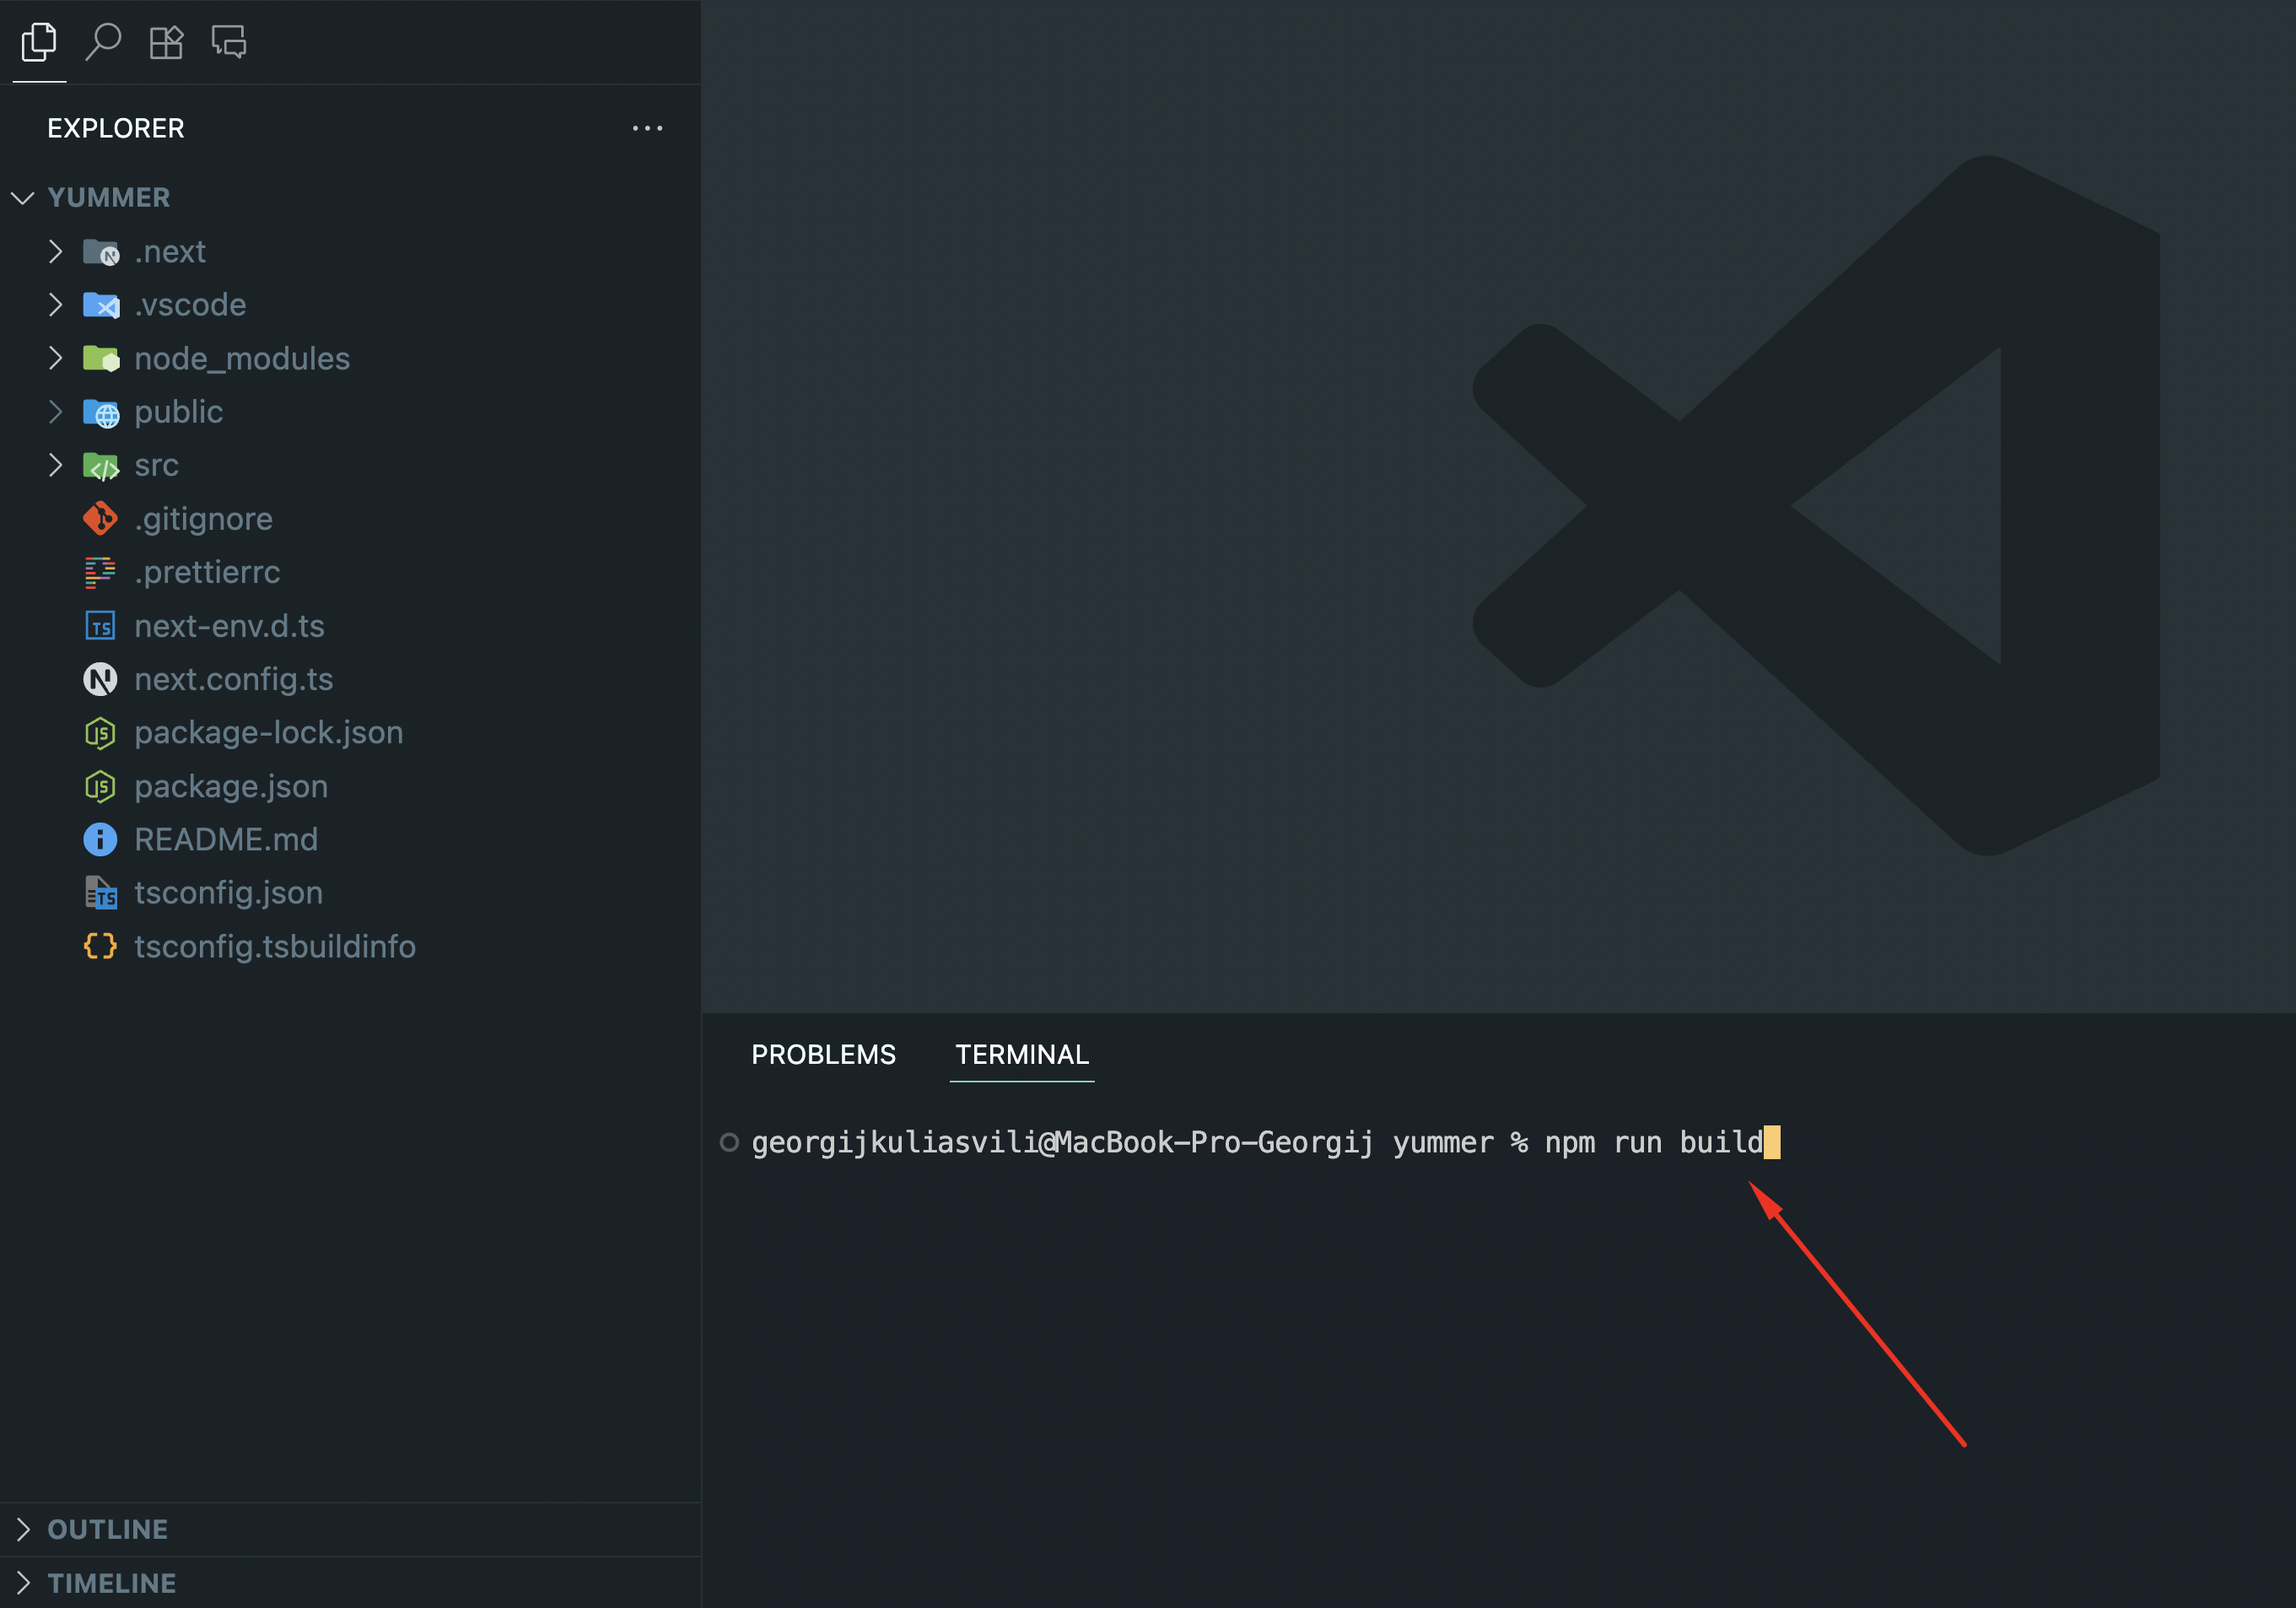 EXPLORER
YUMMER
.next
.vscode
node_modules
public
src
.gitignore
.prettierrc
next-env.d.ts
next.config.ts
package-lock.json
package.json
README.md
tsconfig.json
tsconfig.tsbuildinfo
OUTLINE
TIMELINE
PROBLEMS TERMINAL
georgijkuliasvili@MacBook-Pro-Georgij yummer % npm run build